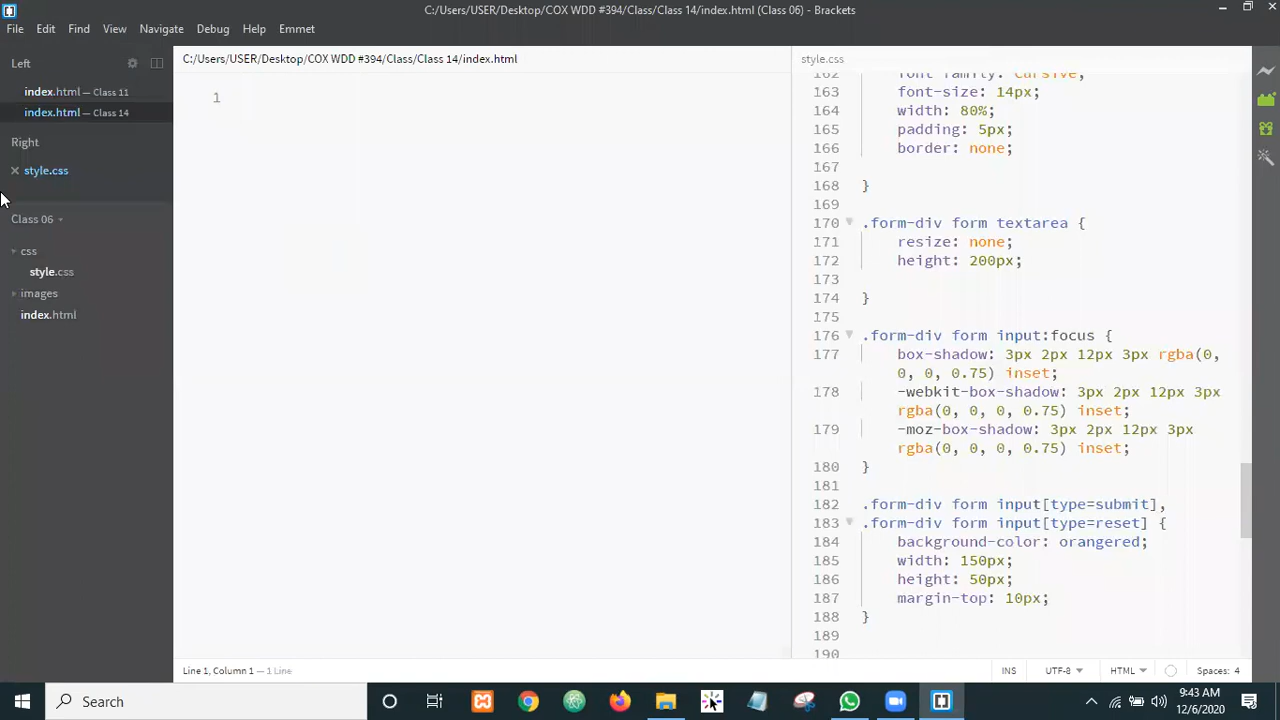 C:/Users/USER/Desktop/COX WDD #394/Class/Class 14/index.html (Class 06) - Brackets
File Edit Find View Navigate Debug Help Emmet
Left
index.html — Class 11
index.html — Class 14
Right
style.css
Class 06
css
style.css
images
index.html
C:/Users/USER/Desktop/COX WDD #394/Class/Class 14/index.html
1
Line 1, Column 1 — 1 Line
style.css
162 font-family: cursive;
163 font-size: 14px;
164 width: 80%;
165 padding: 5px;
166 border: none;
167
168 }
169
170 .form-div form textarea {
171 resize: none;
172 height: 200px;
173
174 }
175
176 .form-div form input:focus {
177 box-shadow: 3px 2px 12px 3px rgba(0,
0, 0, 0.75) inset;
178 -webkit-box-shadow: 3px 2px 12px 3px
rgba(0, 0, 0, 0.75) inset;
179 -moz-box-shadow: 3px 2px 12px 3px
rgba(0, 0, 0, 0.75) inset;
180 }
181
182 .form-div form input[type=submit],
183 .form-div form input[type=reset] {
184 background-color: orangered;
185 width: 150px;
186 height: 50px;
187 margin-top: 10px;
188 }
189
190
INS UTF-8 HTML Spaces: 4
Search
9:43 AM
12/6/2020